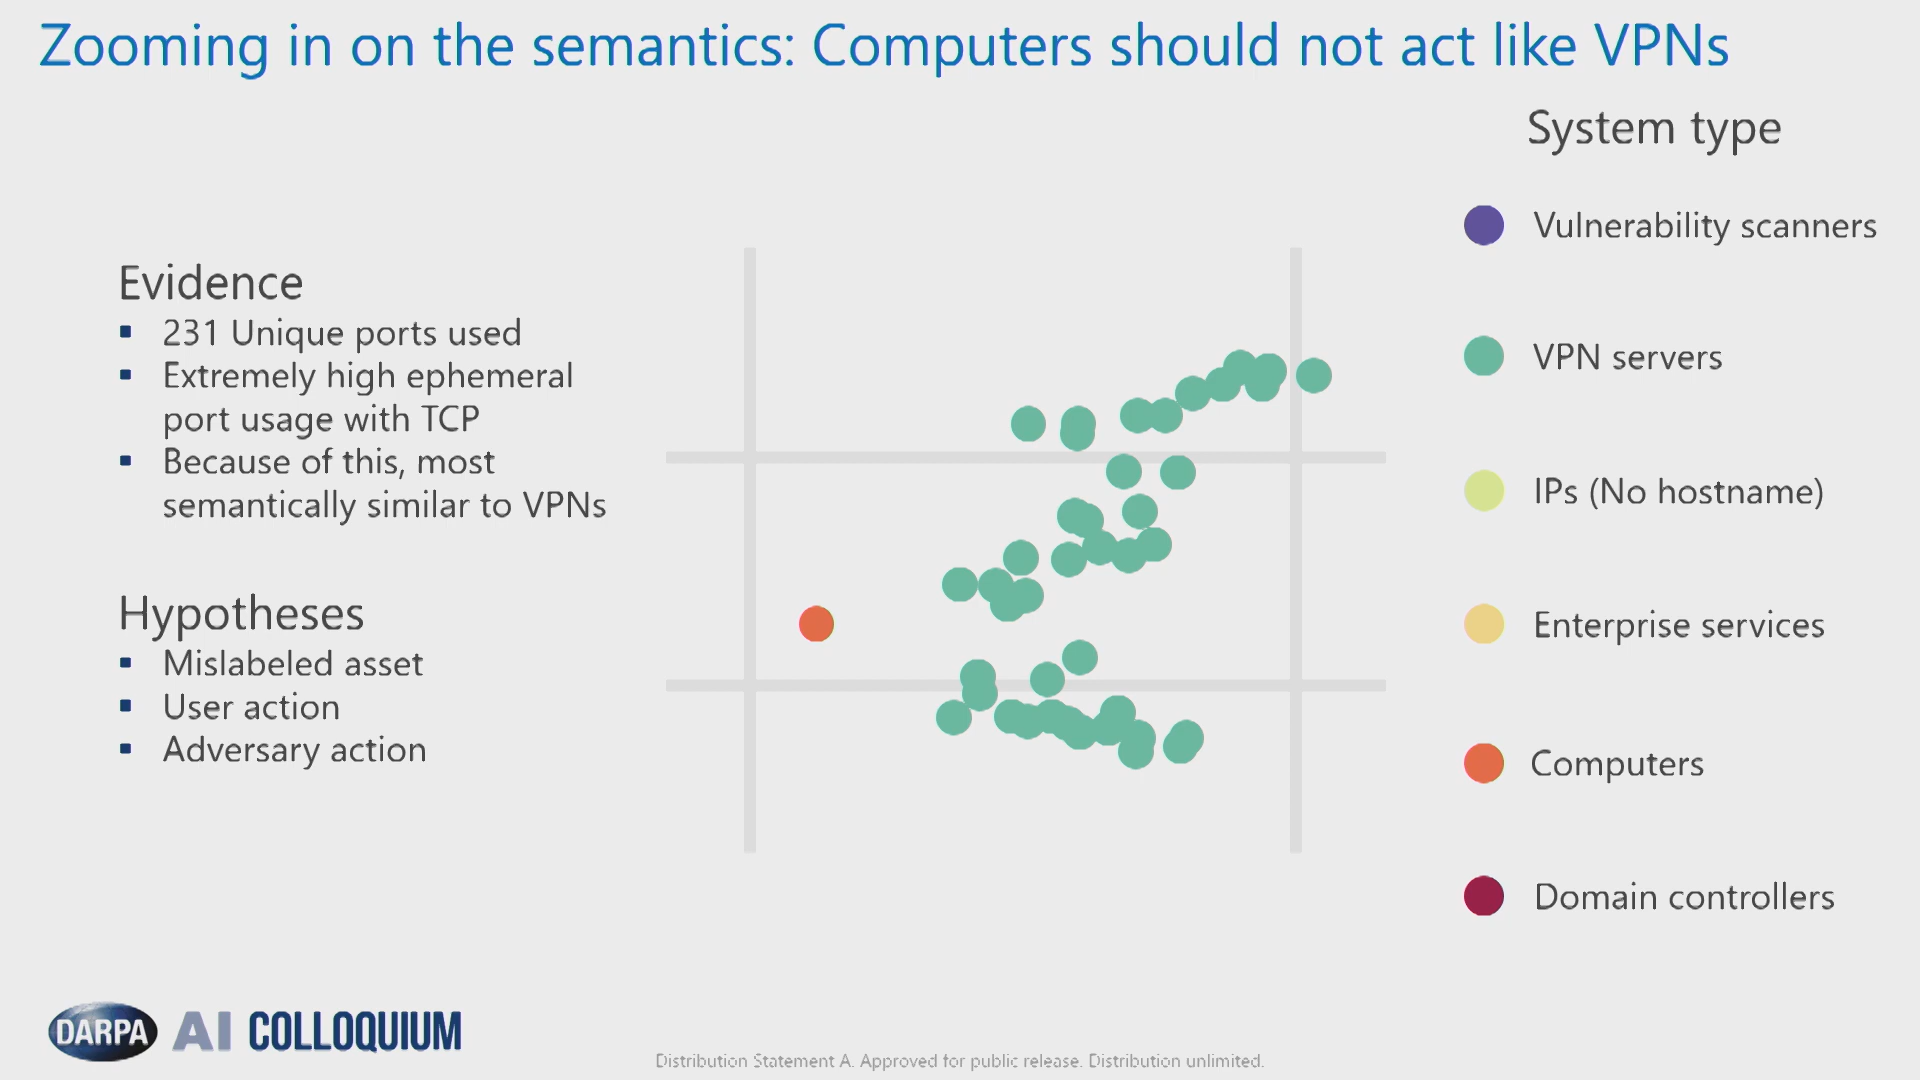 Zooming in on the semantics: Computers should not act like VPNs
System type
Vulnerability scanners
VPN servers
IPs (No hostname)
Enterprise services
Computers
Domain controllers
Evidence
231 Unique ports used
Extremely high ephemeral
port usage with TCP
Because of this, most
semantically similar to VPNs
Hypotheses
Mislabeled asset
User action
Adversary action
DARPA AI COLLOQUIUM
Distribution Statement A. Approved for public release. Distribution unlimited.